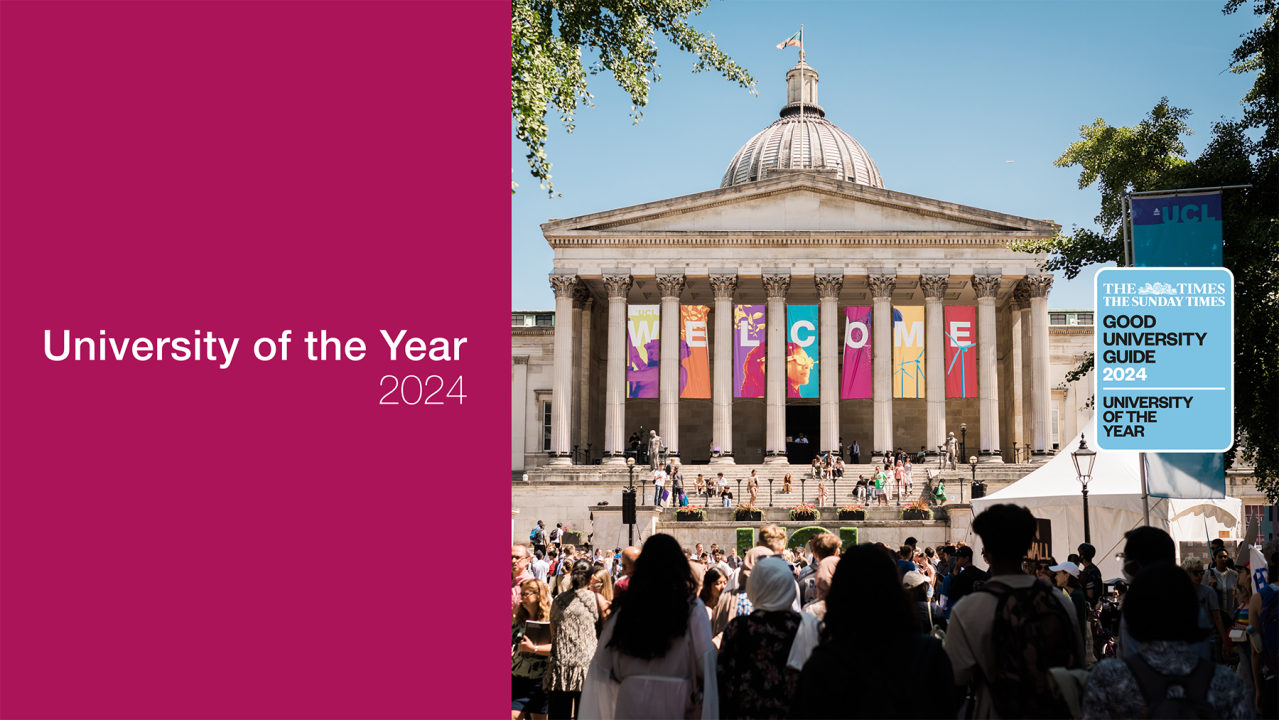 University of the Year
2024
WELCOME
UCL
THE TIMES
THE SUNDAY TIMES
GOOD
UNIVERSITY
GUIDE
2024
UNIVERSITY
OF THE
YEAR
WALL